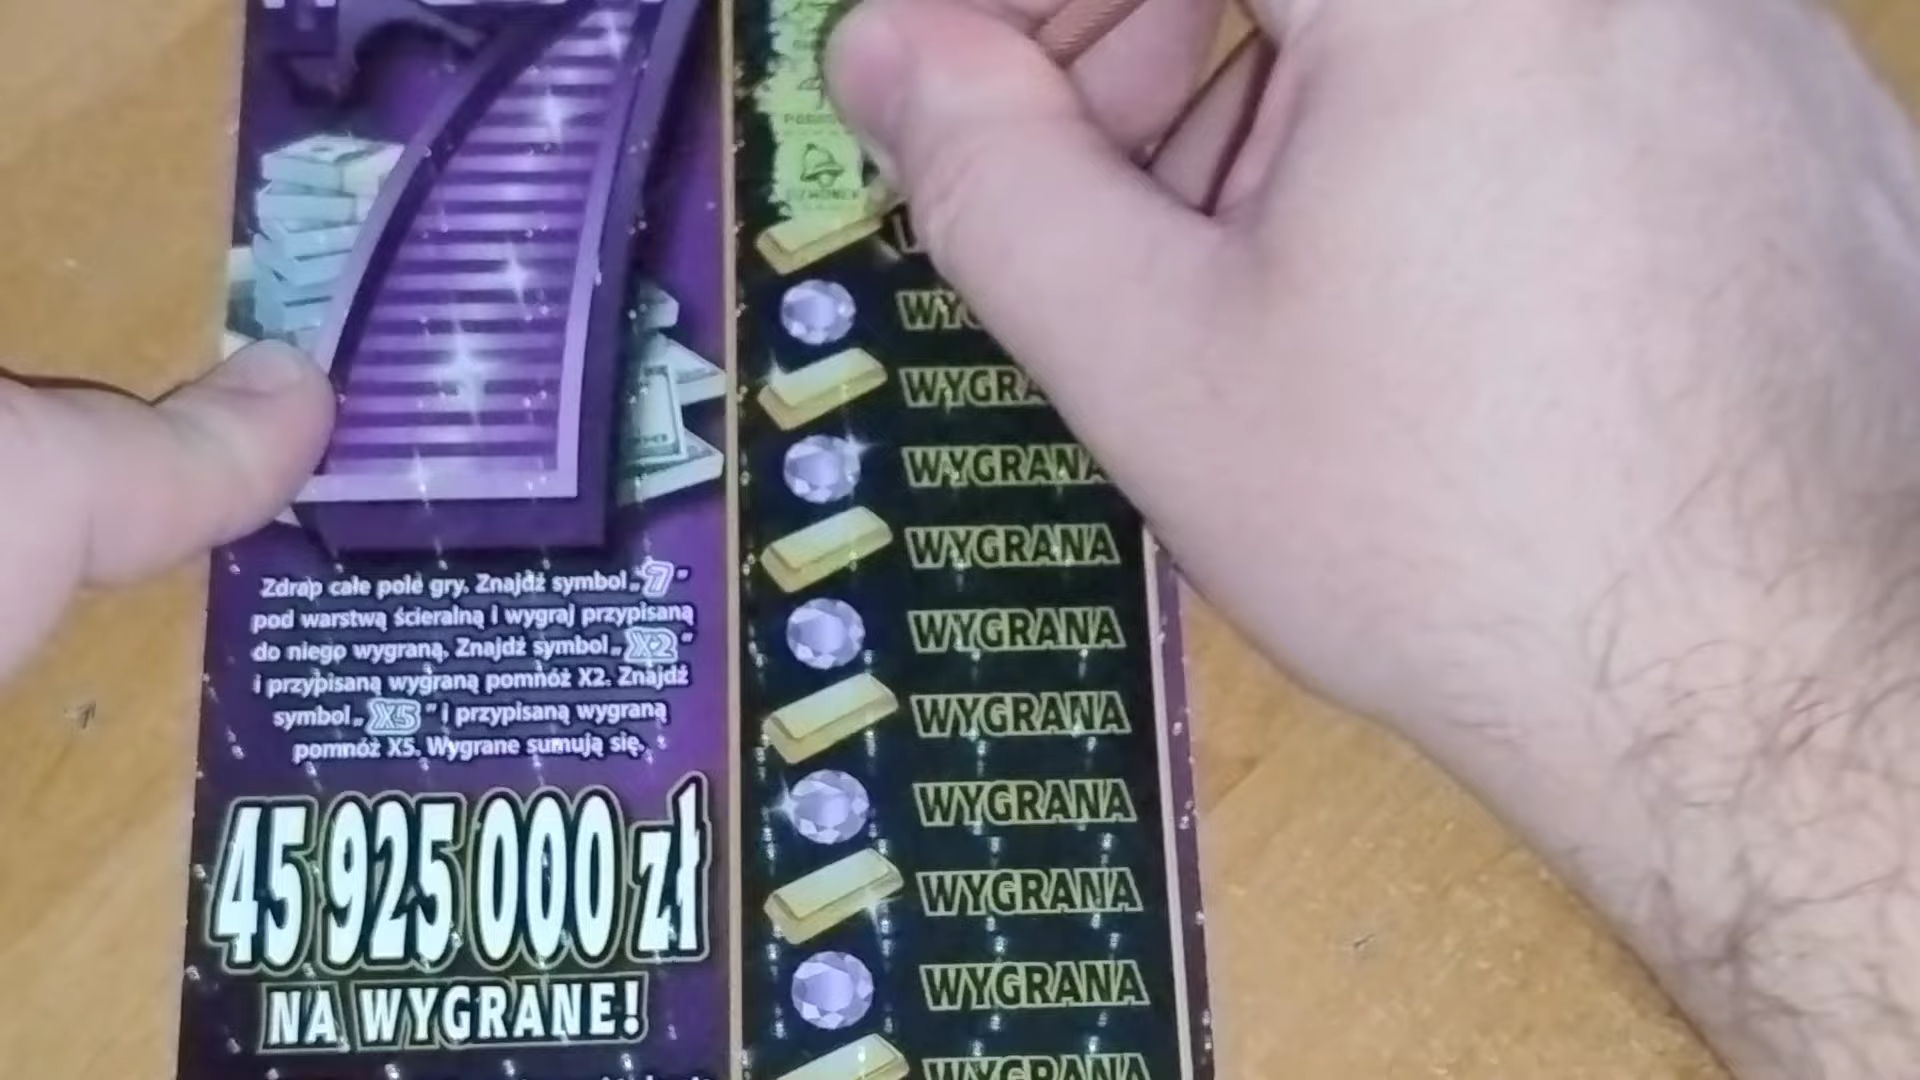 DZWONEK
WYGRANA
WYGRANA
WYGRANA
WYGRANA
WYGRANA
WYGRANA
WYGRANA
WYGRANA
Zdrap całe pole gry. Znajdź symbol „7"
pod warstwą ścieralną i wygraj przypisaną
do niego wygraną. Znajdź symbol „X2"
i przypisaną wygraną pomnóż X2. Znajdź
symbol „X5" i przypisaną wygraną
pomnóż X5. Wygrane sumują się.
45 925 000 zł
NA WYGRANE!